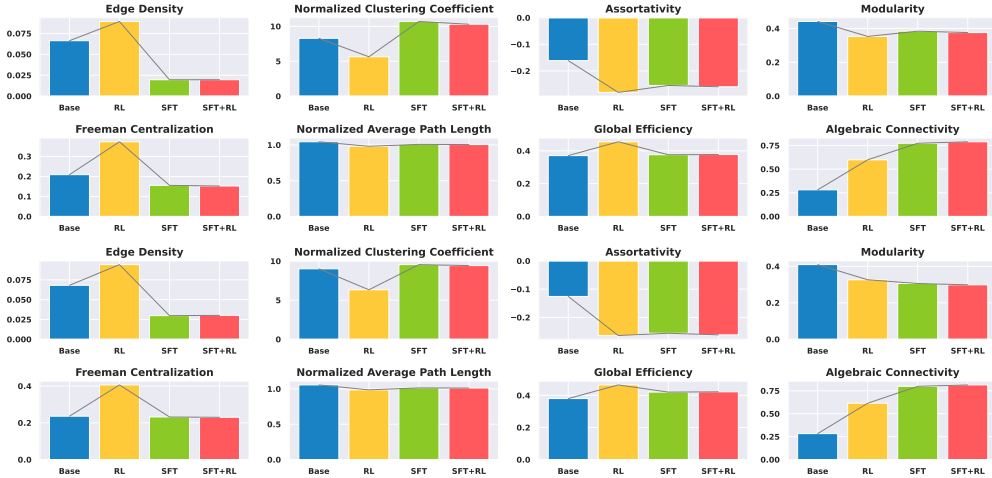 Edge Density
Normalized Clustering Coefficient
Assortativity
Modularity
0.075
0.050
0.025
0.000
Base RL SFT SFT+RL
10
5
0
Base RL SFT SFT+RL
0.0
−0.1
−0.2
Base RL SFT SFT+RL
0.4
0.2
0.0
Base RL SFT SFT+RL
Freeman Centralization
Normalized Average Path Length
Global Efficiency
Algebraic Connectivity
0.3
0.2
0.1
0.0
Base RL SFT SFT+RL
1.0
0.5
0.0
Base RL SFT SFT+RL
0.4
0.2
0.0
Base RL SFT SFT+RL
0.75
0.50
0.25
0.00
Base RL SFT SFT+RL
Edge Density
Normalized Clustering Coefficient
Assortativity
Modularity
0.075
0.050
0.025
0.000
Base RL SFT SFT+RL
10
5
0
Base RL SFT SFT+RL
0.0
−0.1
−0.2
Base RL SFT SFT+RL
0.4
0.2
0.0
Base RL SFT SFT+RL
Freeman Centralization
Normalized Average Path Length
Global Efficiency
Algebraic Connectivity
0.4
0.2
0.0
Base RL SFT SFT+RL
1.0
0.5
0.0
Base RL SFT SFT+RL
0.4
0.2
0.0
Base RL SFT SFT+RL
0.75
0.50
0.25
0.00
Base RL SFT SFT+RL